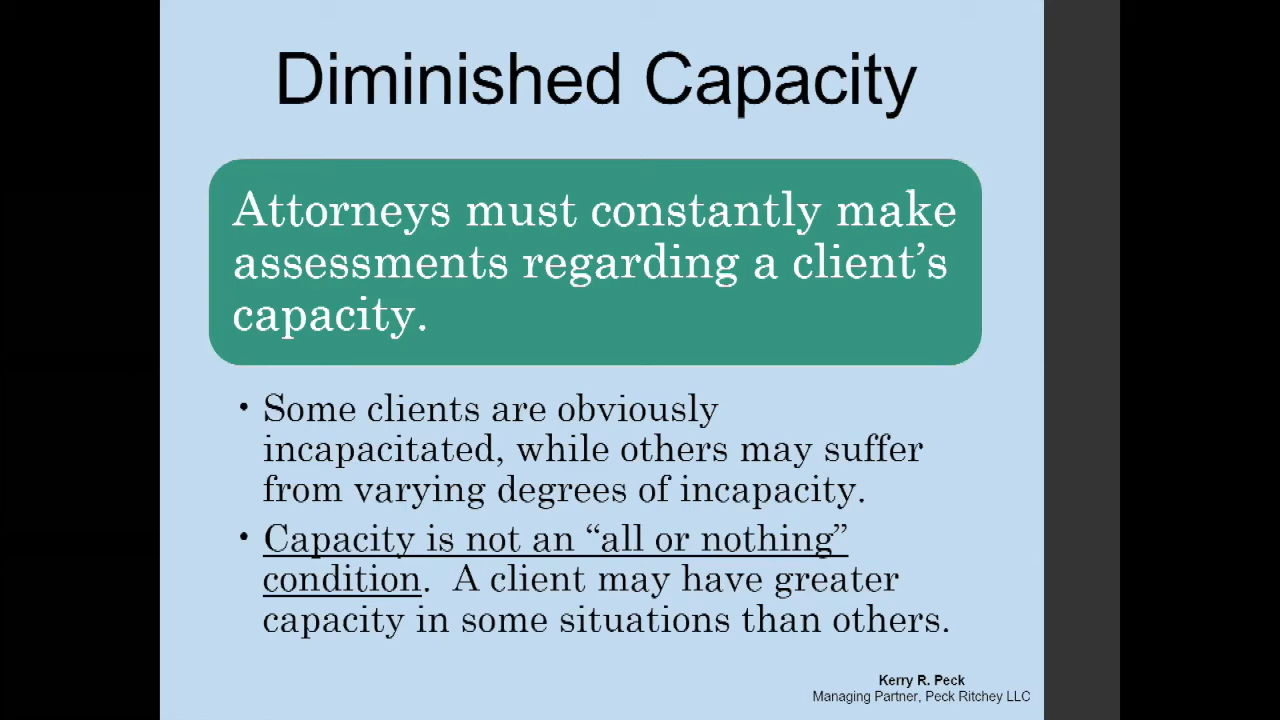 Diminished Capacity
Attorneys must constantly make
assessments regarding a client’s
capacity.
• Some clients are obviously
incapacitated, while others may suffer
from varying degrees of incapacity.
• Capacity is not an “all or nothing”
condition.  A client may have greater
capacity in some situations than others.
Kerry R. Peck
Managing Partner, Peck Ritchey LLC